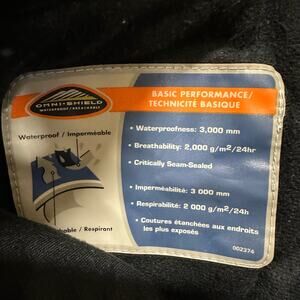 OMNI-SHIELD
WATERPROOF/BREATHABLE
BASIC PERFORMANCE/
TECHNICITÉ BASIQUE
Waterproof / Imperméable
• Waterproofness: 3,000 mm
• Breathability: 2,000 g/m2/24hr
• Critically Seam-Sealed
• Imperméabilité: 3 000 mm
• Respirabilité: 2 000 g/m2/24h
• Coutures étanchées aux endroits
les plus exposés
/ Respirant
002374